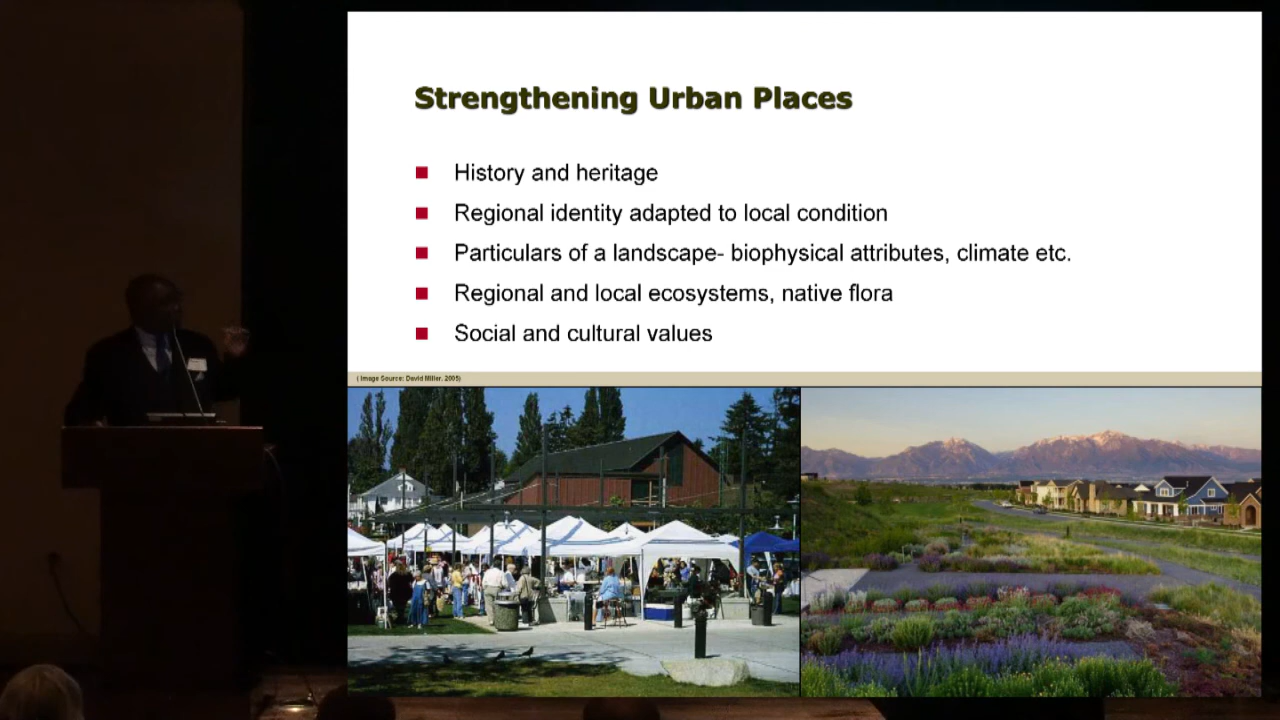 Strengthening Urban Places
History and heritage
Regional identity adapted to local condition
Particulars of a landscape- biophysical attributes, climate etc.
Regional and local ecosystems, native flora
Social and cultural values
( Image Source: David Miller, 2005)